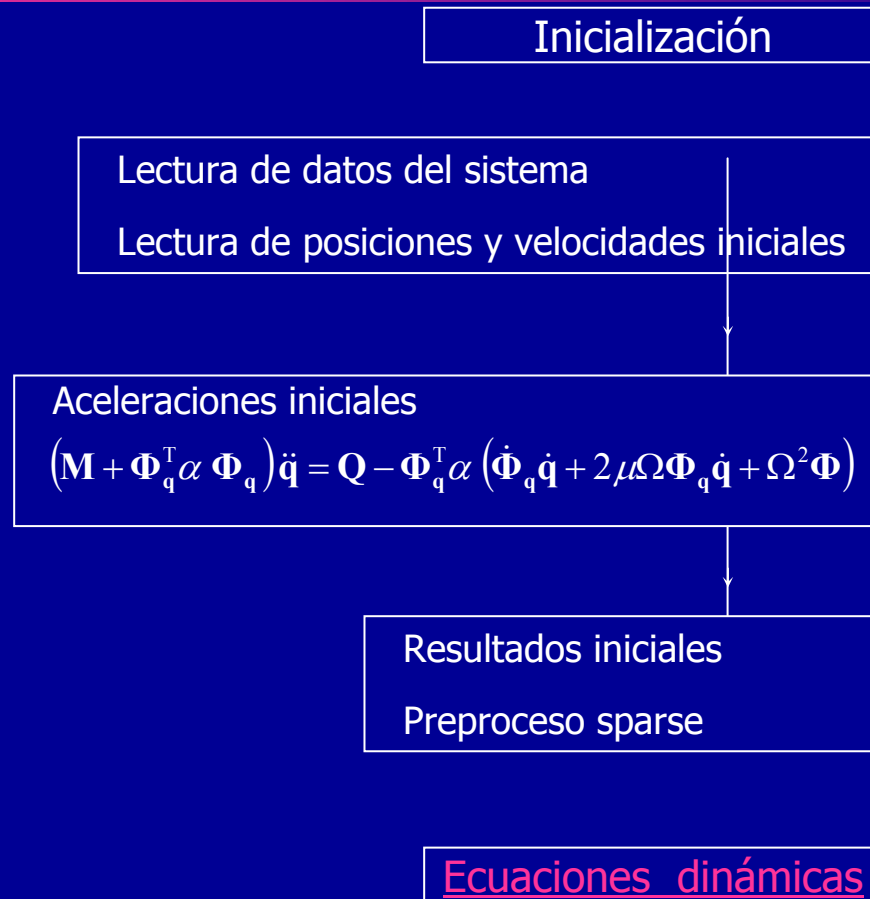 Inicialización
Lectura de datos del sistema
Lectura de posiciones y velocidades iniciales
Aceleraciones iniciales
(M + Φ_q^T α Φ_q) q̈ = Q − Φ_q^T α (Φ̇_q q̇ + 2μΩΦ_q q̇ + Ω²Φ)
Resultados iniciales
Preproceso sparse
Ecuaciones dinámicas